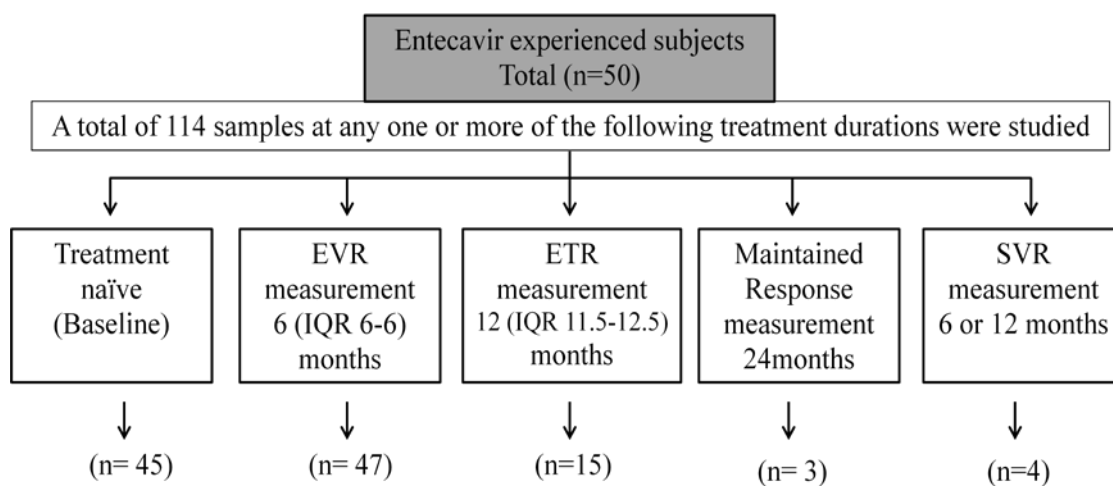 Entecavir experienced subjects
Total (n=50)
A total of 114 samples at any one or more of the following treatment durations were studied
Treatment
naïve
(Baseline)
EVR
measurement
6 (IQR 6-6)
months
ETR
measurement
12 (IQR 11.5-12.5)
months
Maintained
Response
measurement
24months
SVR
measurement
6 or 12 months
(n= 45)
(n= 47)
(n=15)
(n= 3)
(n=4)